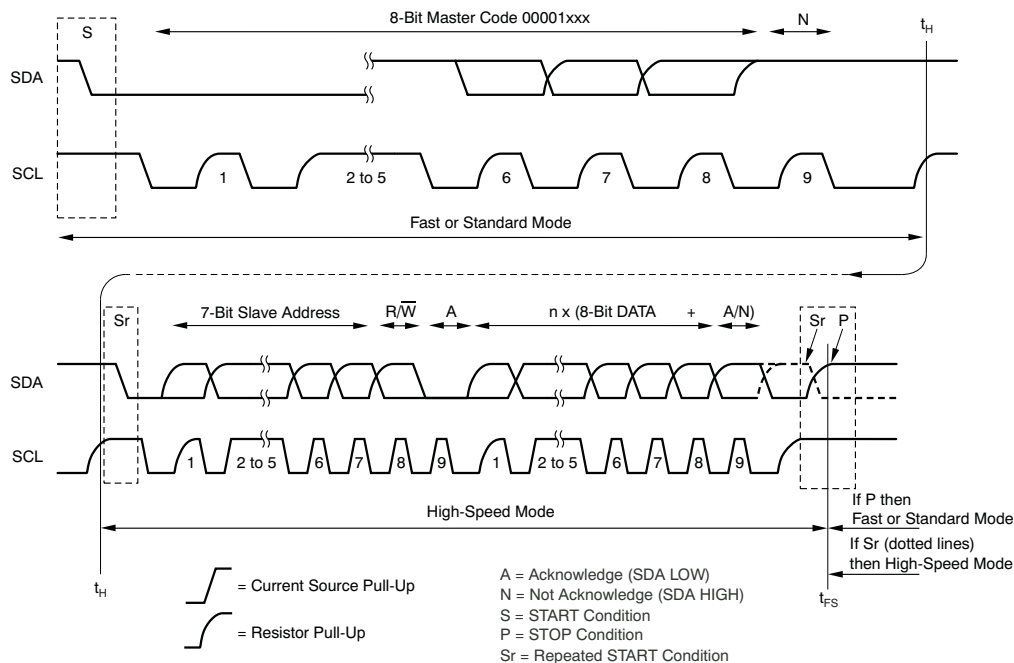 8-Bit Master Code 00001xxx
N
tH
S
SDA
SCL
1
2 to 5
6
7
8
9
Fast or Standard Mode
Sr
7-Bit Slave Address
R/W̅
A
n x (8-Bit DATA +
A/N)
Sr
P
SDA
SCL
1
2 to 5
6
7
8
9
1
2 to 5
6
7
8
9
High-Speed Mode
If P then
Fast or Standard Mode
If Sr (dotted lines)
then High-Speed Mode
tH
tFS
= Current Source Pull-Up
= Resistor Pull-Up
A = Acknowledge (SDA LOW)
N = Not Acknowledge (SDA HIGH)
S = START Condition
P = STOP Condition
Sr = Repeated START Condition